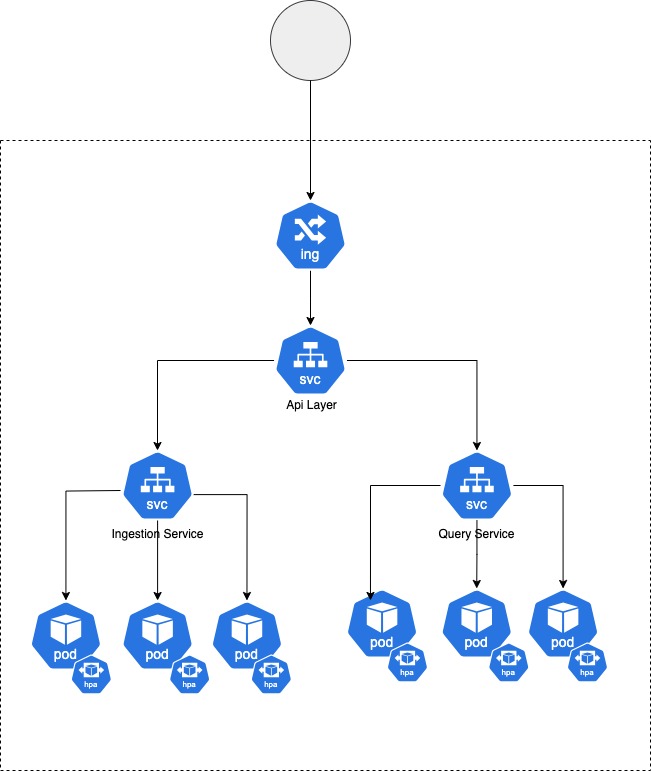 ing
svc
Api Layer
svc
svc
Ingestion Service
Query Service
pod
pod
pod
pod
pod
pod
hpa
hpa
hpa
hpa
hpa
hpa